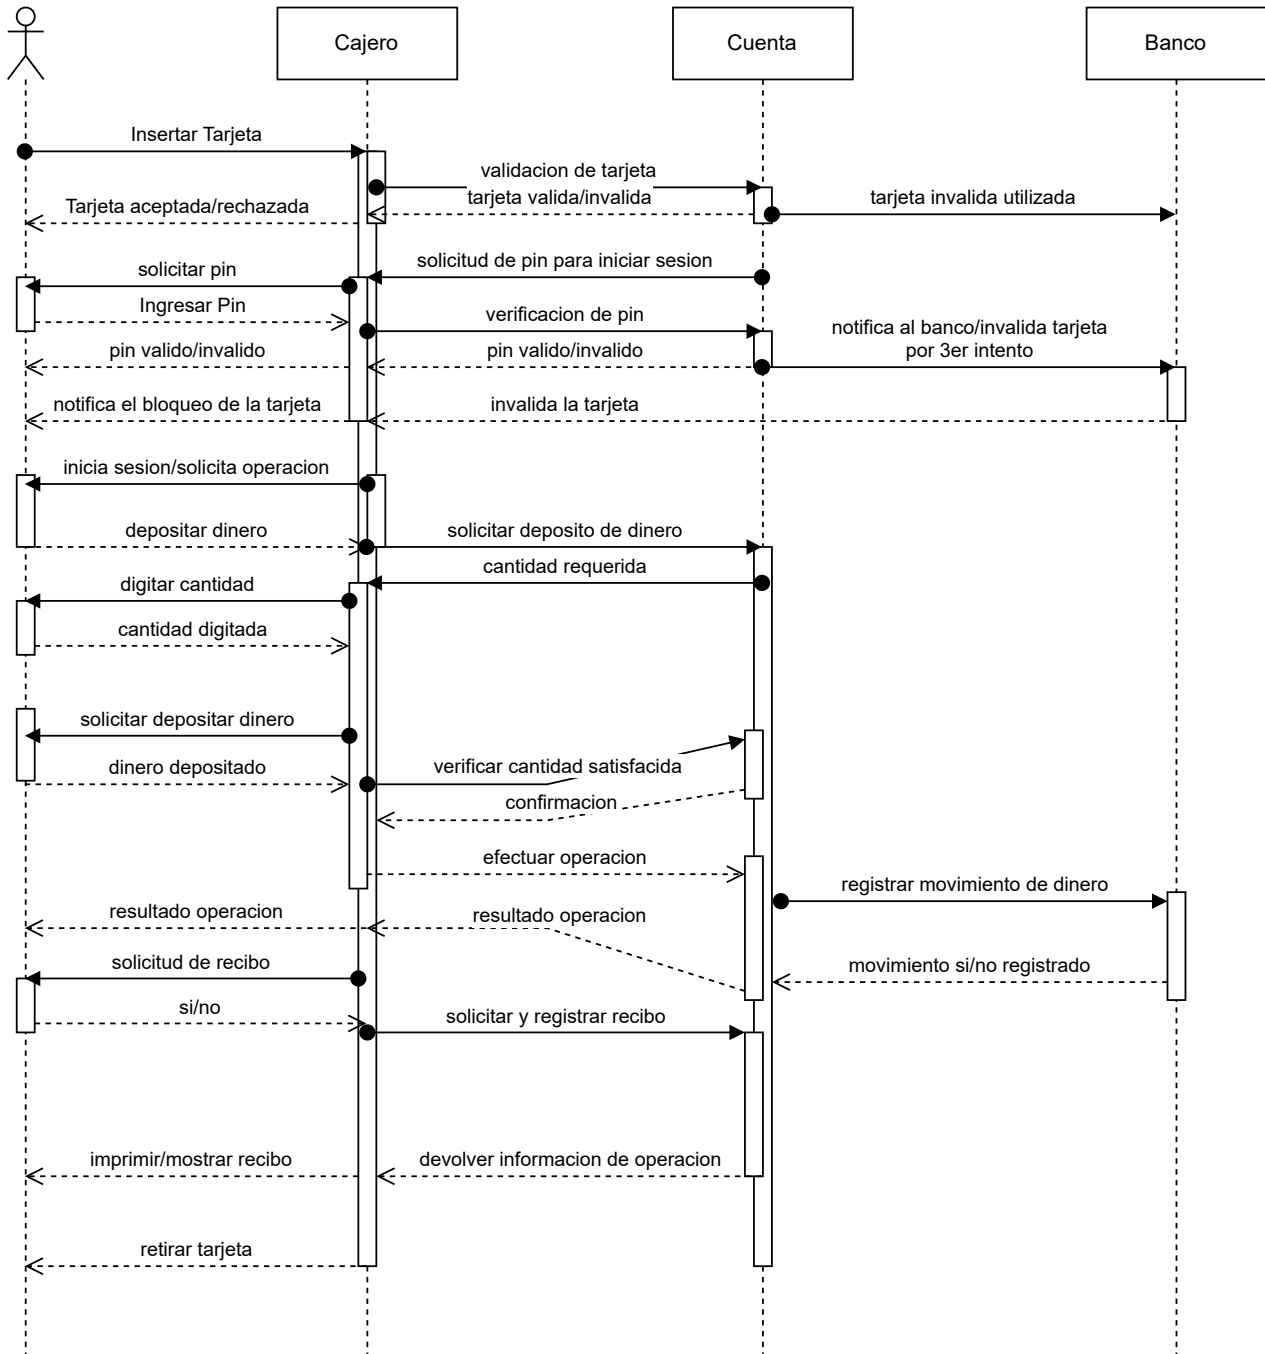 Cajero
Cuenta
Banco
Insertar Tarjeta
validacion de tarjeta
tarjeta valida/invalida
tarjeta invalida utilizada
Tarjeta aceptada/rechazada
solicitud de pin para iniciar sesion
solicitar pin
Ingresar Pin
verificacion de pin
notifica al banco/invalida tarjeta
por 3er intento
pin valido/invalido
pin valido/invalido
notifica el bloqueo de la tarjeta
invalida la tarjeta
inicia sesion/solicita operacion
depositar dinero
solicitar deposito de dinero
cantidad requerida
digitar cantidad
cantidad digitada
solicitar depositar dinero
dinero depositado
verificar cantidad satisfacida
confirmacion
efectuar operacion
registrar movimiento de dinero
resultado operacion
resultado operacion
solicitud de recibo
movimiento si/no registrado
si/no
solicitar y registrar recibo
imprimir/mostrar recibo
devolver informacion de operacion
retirar tarjeta